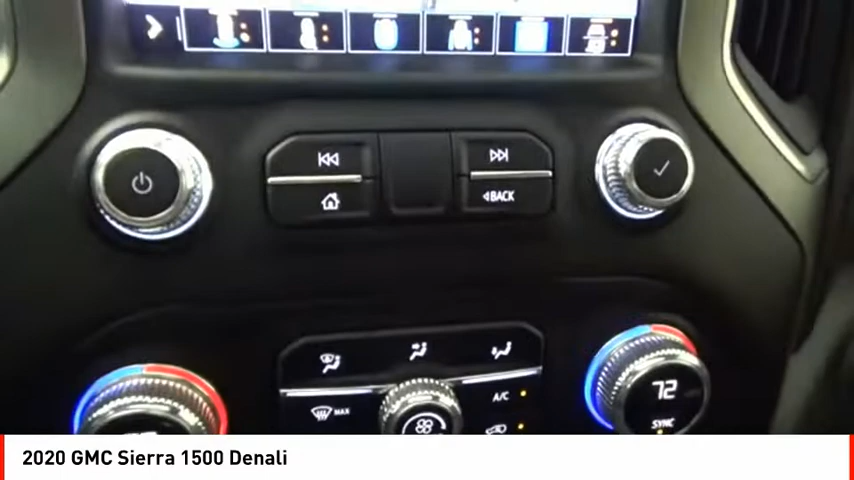 BACK
MAX
A/C
72
SYNC
2020 GMC Sierra 1500 Denali